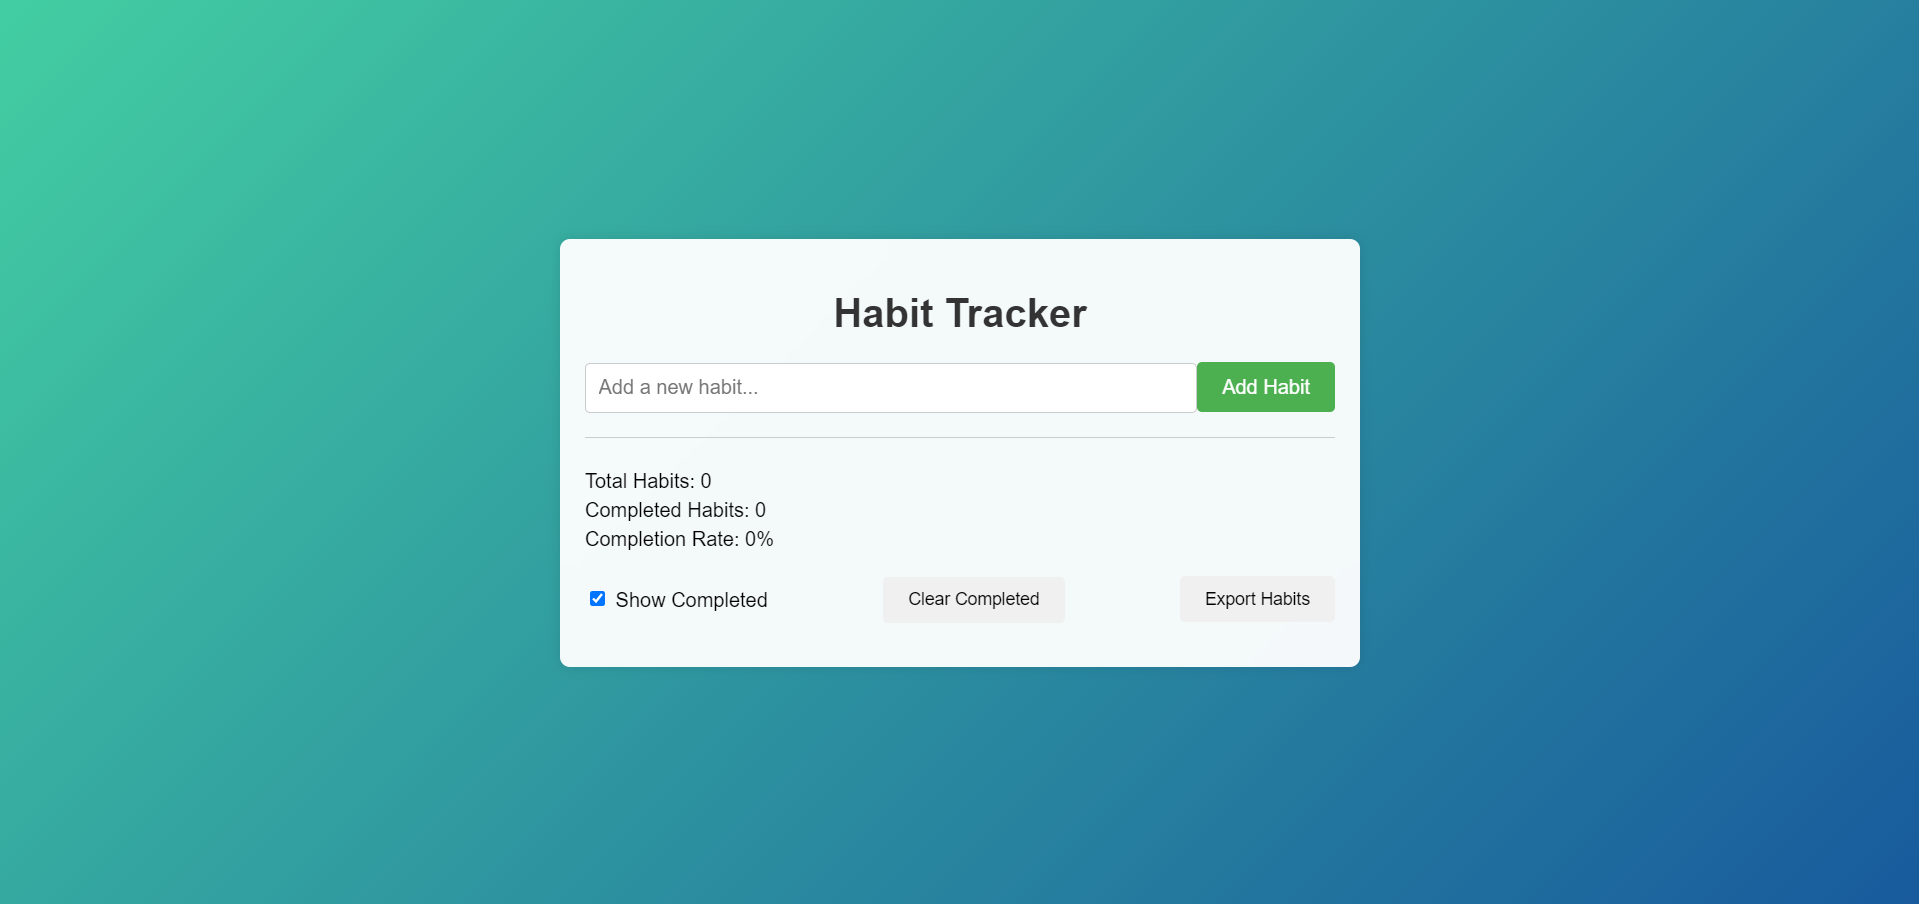 Habit Tracker
Add a new habit...
Add Habit
Total Habits: 0
Completed Habits: 0
Completion Rate: 0%
Show Completed
Clear Completed
Export Habits